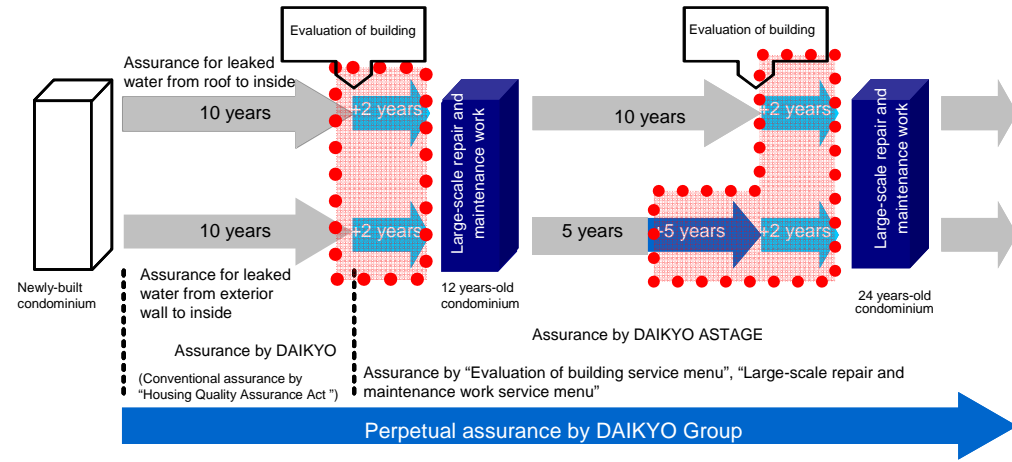 Evaluation of building
Evaluation of building
Assurance for leaked
water from roof to inside
10 years
+2 years
Large-scale repair and
maintenance work
10 years
+2 years
Large-scale repair and
maintenance work
10 years
+2 years
5 years
+5 years
+2 years
Newly-built
condominium
Assurance for leaked
water from exterior
wall to inside
12 years-old
condominium
24 years-old
condominium
Assurance by DAIKYO
(Conventional assurance by
“Housing Quality Assurance Act ”)
Assurance by DAIKYO ASTAGE
Assurance by “Evaluation of building service menu”, “Large-scale repair and
maintenance work service menu”
Perpetual assurance by DAIKYO Group